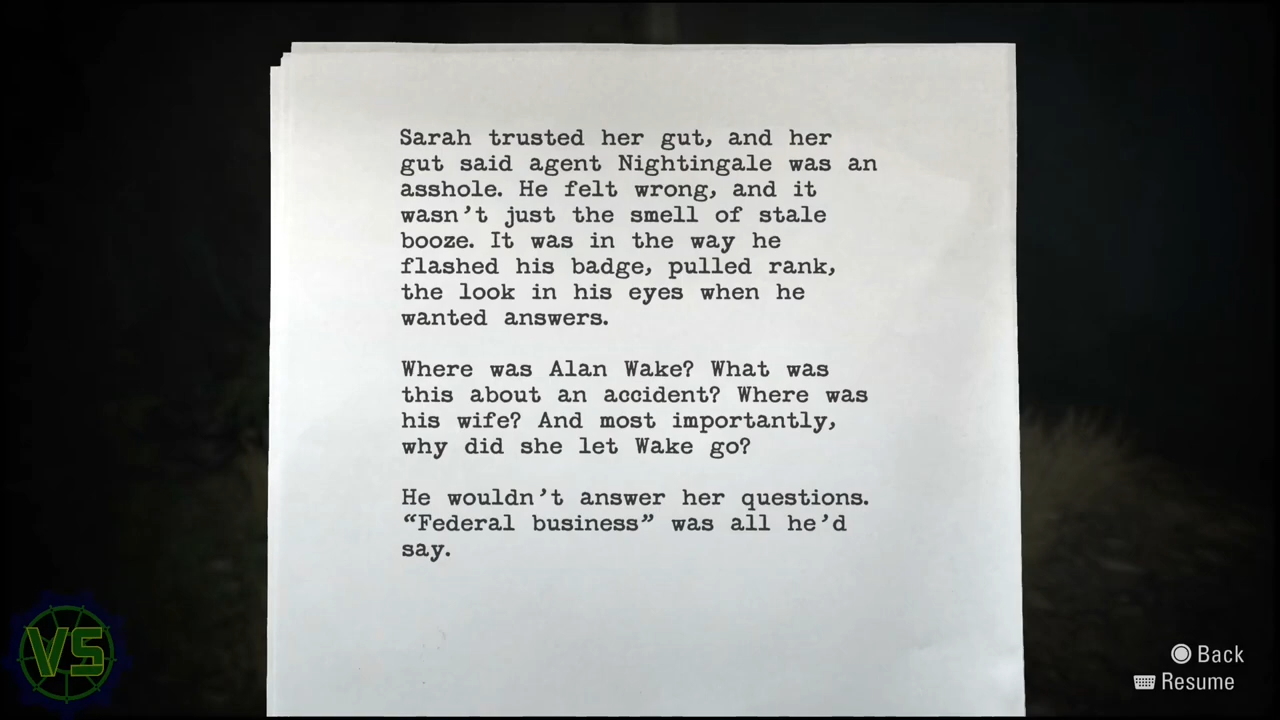 Sarah trusted her gut, and her
gut said agent Nightingale was an
asshole. He felt wrong, and it
wasn’t just the smell of stale
booze. It was in the way he
flashed his badge, pulled rank,
the look in his eyes when he
wanted answers.
Where was Alan Wake? What was
this about an accident? Where was
his wife? And most importantly,
why did she let Wake go?
He wouldn’t answer her questions.
“Federal business” was all he’d
say.
VS
Back
Resume